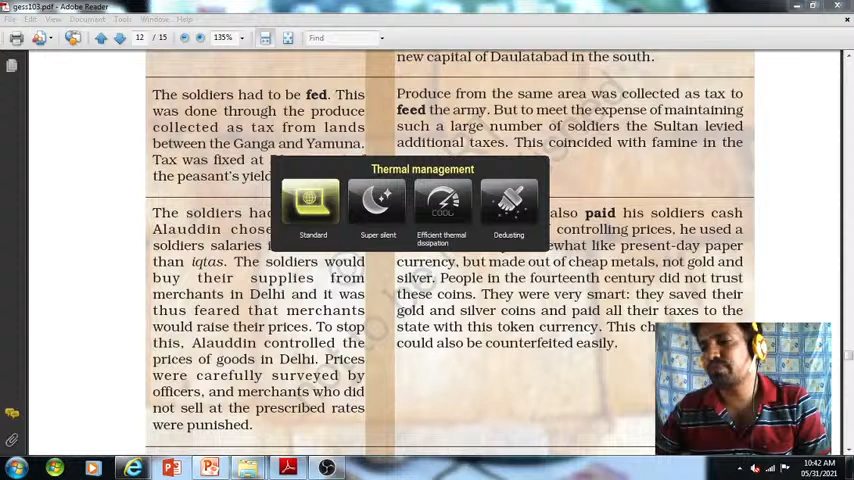 gess103.pdf - Adobe Reader
File Edit View Document Tools Window Help
12 / 15 135% Find
new capital of Daulatabad in the south.
The soldiers had to be fed. This
was done through the produce
collected as tax from lands
between the Ganga and Yamuna.
Tax was fixed at
the peasant's yield
Produce from the same area was collected as tax to
feed the army. But to meet the expense of maintaining
such a large number of soldiers the Sultan levied
additional taxes. This coincided with famine in the
Thermal management
Standard
Super silent
Efficient thermal
dissipation
Dedusting
The soldiers had
Alauddin chose
soldiers salaries i
than iqtas. The soldiers would
buy their supplies from
merchants in Delhi and it was
thus feared that merchants
would raise their prices. To stop
this, Alauddin controlled the
prices of goods in Delhi. Prices
were carefully surveyed by
officers, and merchants who did
not sell at the prescribed rates
were punished.
also paid his soldiers cash
controlling prices, he used a
what like present-day paper
currency, but made out of cheap metals, not gold and
silver. People in the fourteenth century did not trust
these coins. They were very smart: they saved their
gold and silver coins and paid all their taxes to the
state with this token currency. This ch
could also be counterfeited easily.
10:42 AM
05/31/2021